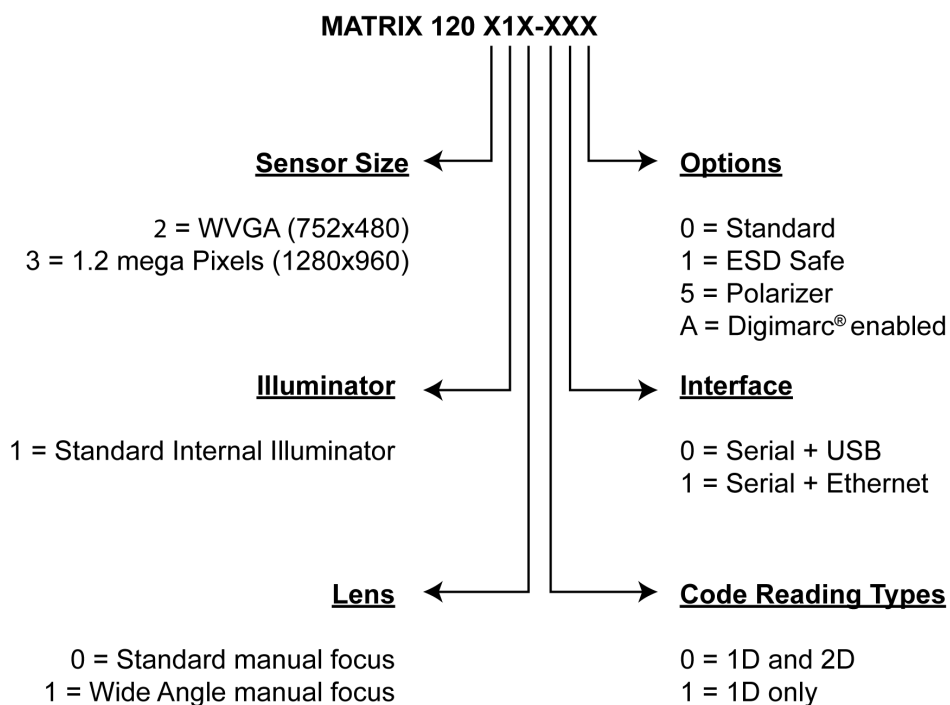 MATRIX 120 X1X-XXX
Sensor Size
2 = WVGA (752x480)
3 = 1.2 mega Pixels (1280x960)
Options
0 = Standard
1 = ESD Safe
5 = Polarizer
A = Digimarc® enabled
Illuminator
1 = Standard Internal Illuminator
Interface
0 = Serial + USB
1 = Serial + Ethernet
Lens
0 = Standard manual focus
1 = Wide Angle manual focus
Code Reading Types
0 = 1D and 2D
1 = 1D only